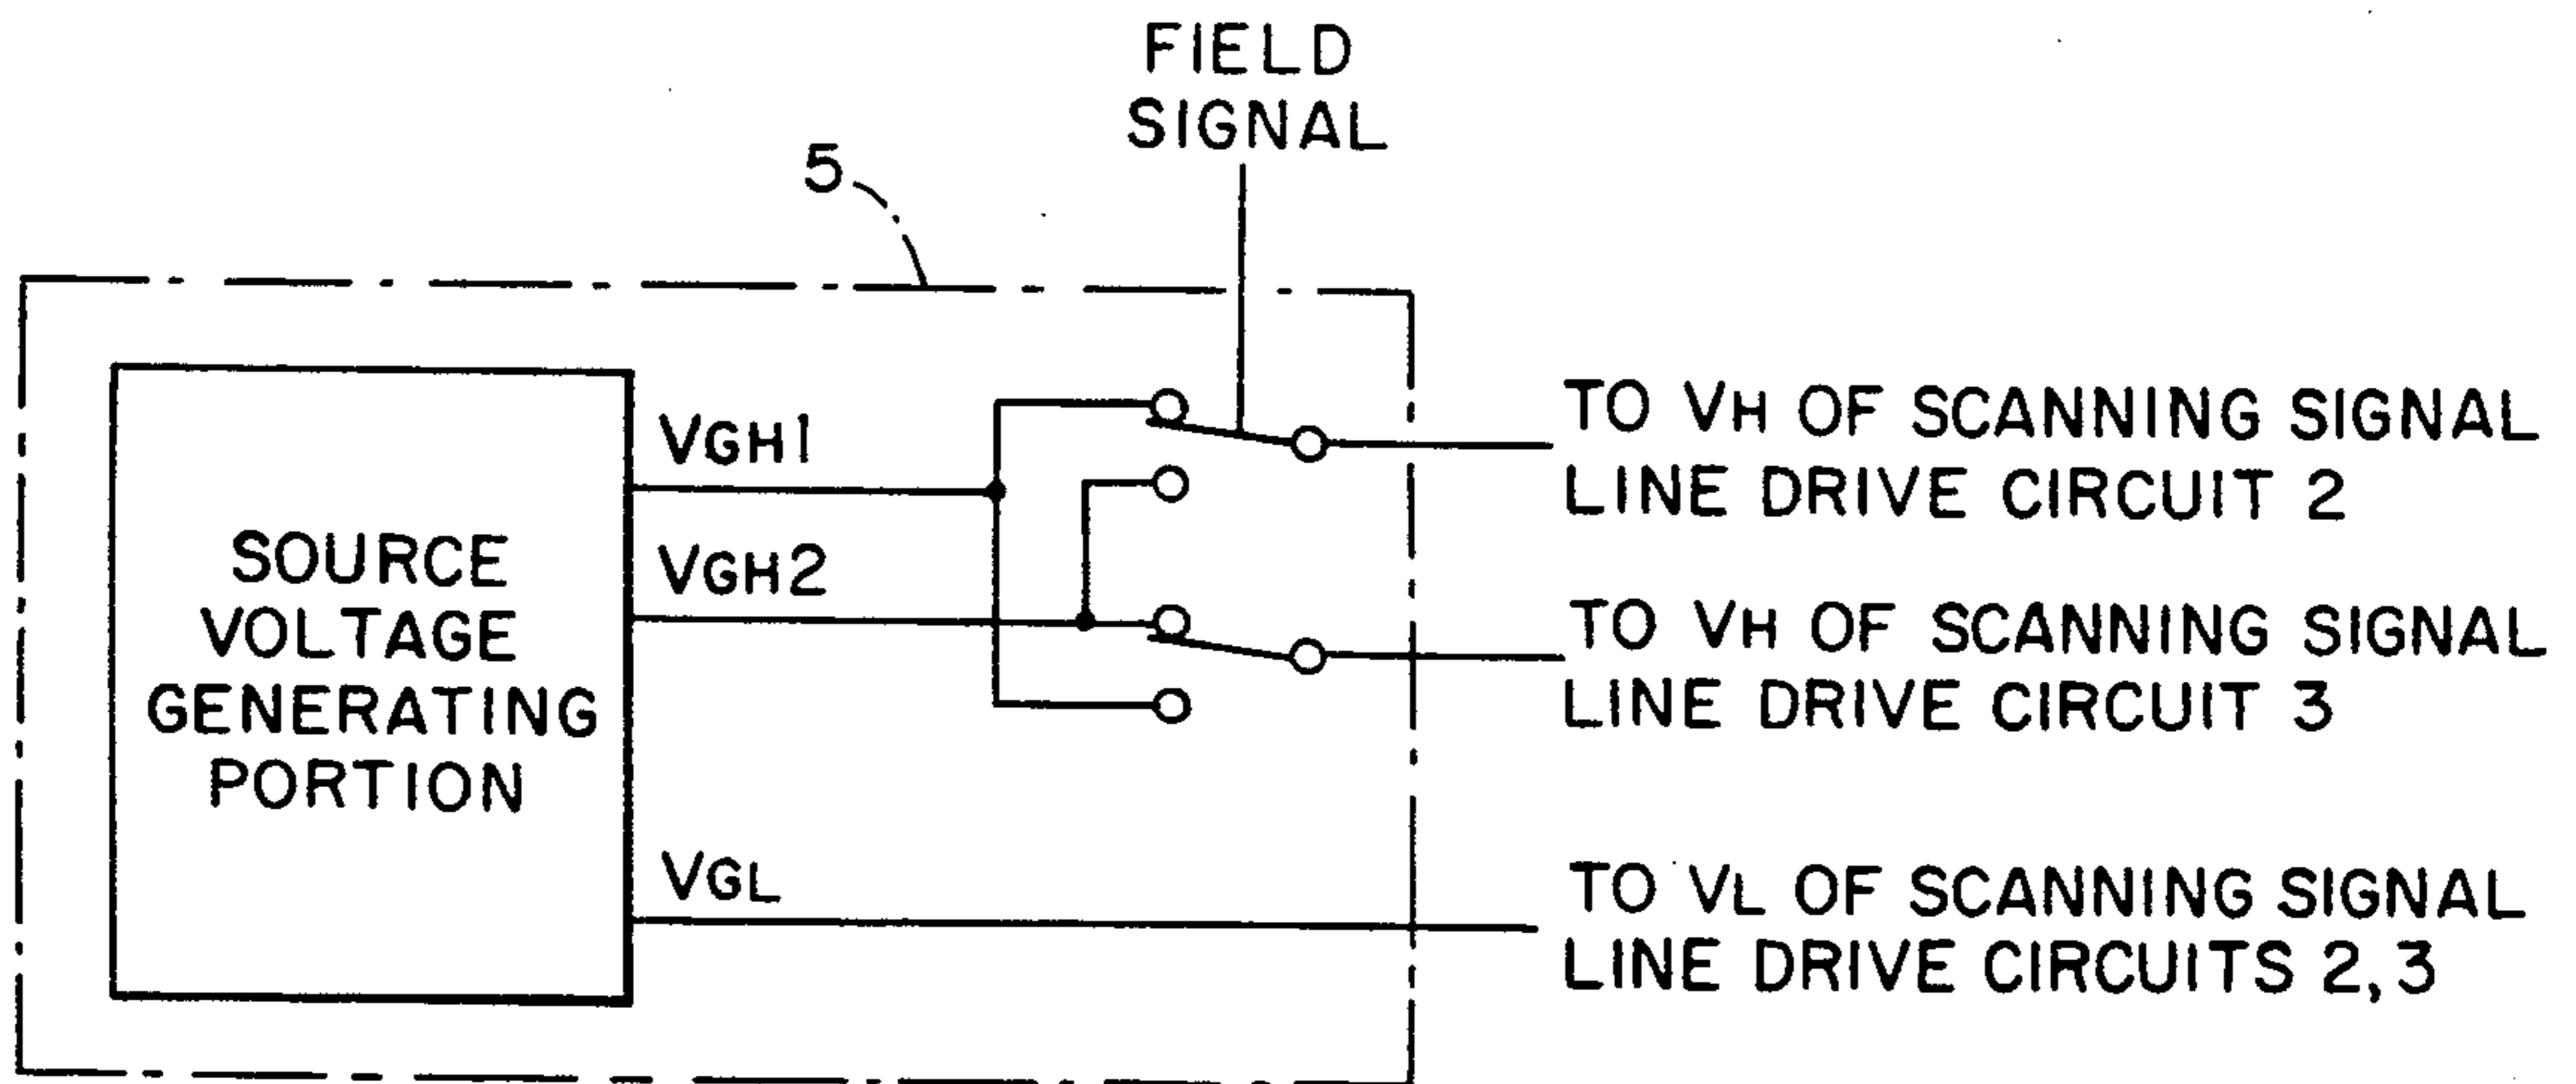 FIELD
SIGNAL
5
SOURCE
VOLTAGE
GENERATING
PORTION
VGH1
VGH2
VGL
TO VH OF SCANNING SIGNAL
LINE DRIVE CIRCUIT 2
TO VH OF SCANNING SIGNAL
LINE DRIVE CIRCUIT 3
TO VL OF SCANNING SIGNAL
LINE DRIVE CIRCUITS 2,3